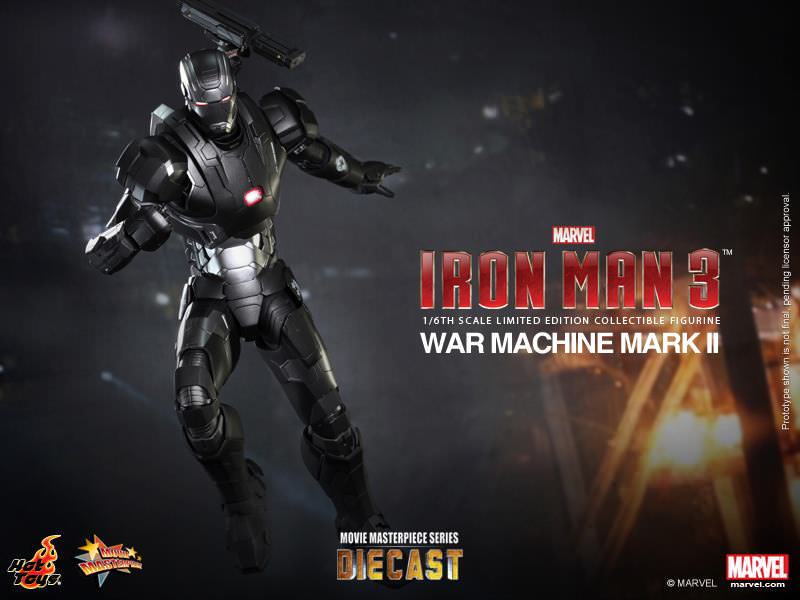 MARVEL
IRON MAN 3™
1/6TH SCALE LIMITED EDITION COLLECTIBLE FIGURINE
WAR MACHINE MARK II
Prototype shown is not final, pending licensor approval.
MOVIE MASTERPIECE SERIES
DIECAST
HOT TOYS
MOVIE MASTERPIECE
© MARVEL
MARVEL
marvel.com